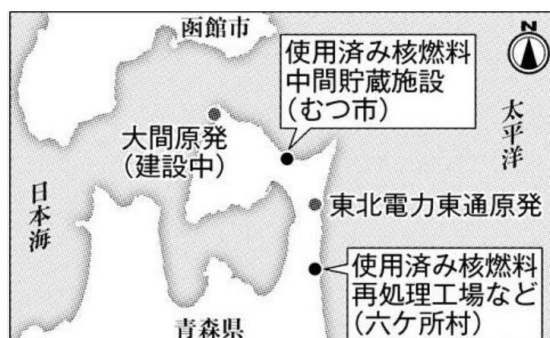 函館市
N
使用済み核燃料
中間貯蔵施設
(むつ市)
大間原発
(建設中)
太平洋
日本海
東北電力東通原発
使用済み核燃料
再処理工場など
(六ケ所村)
青森県